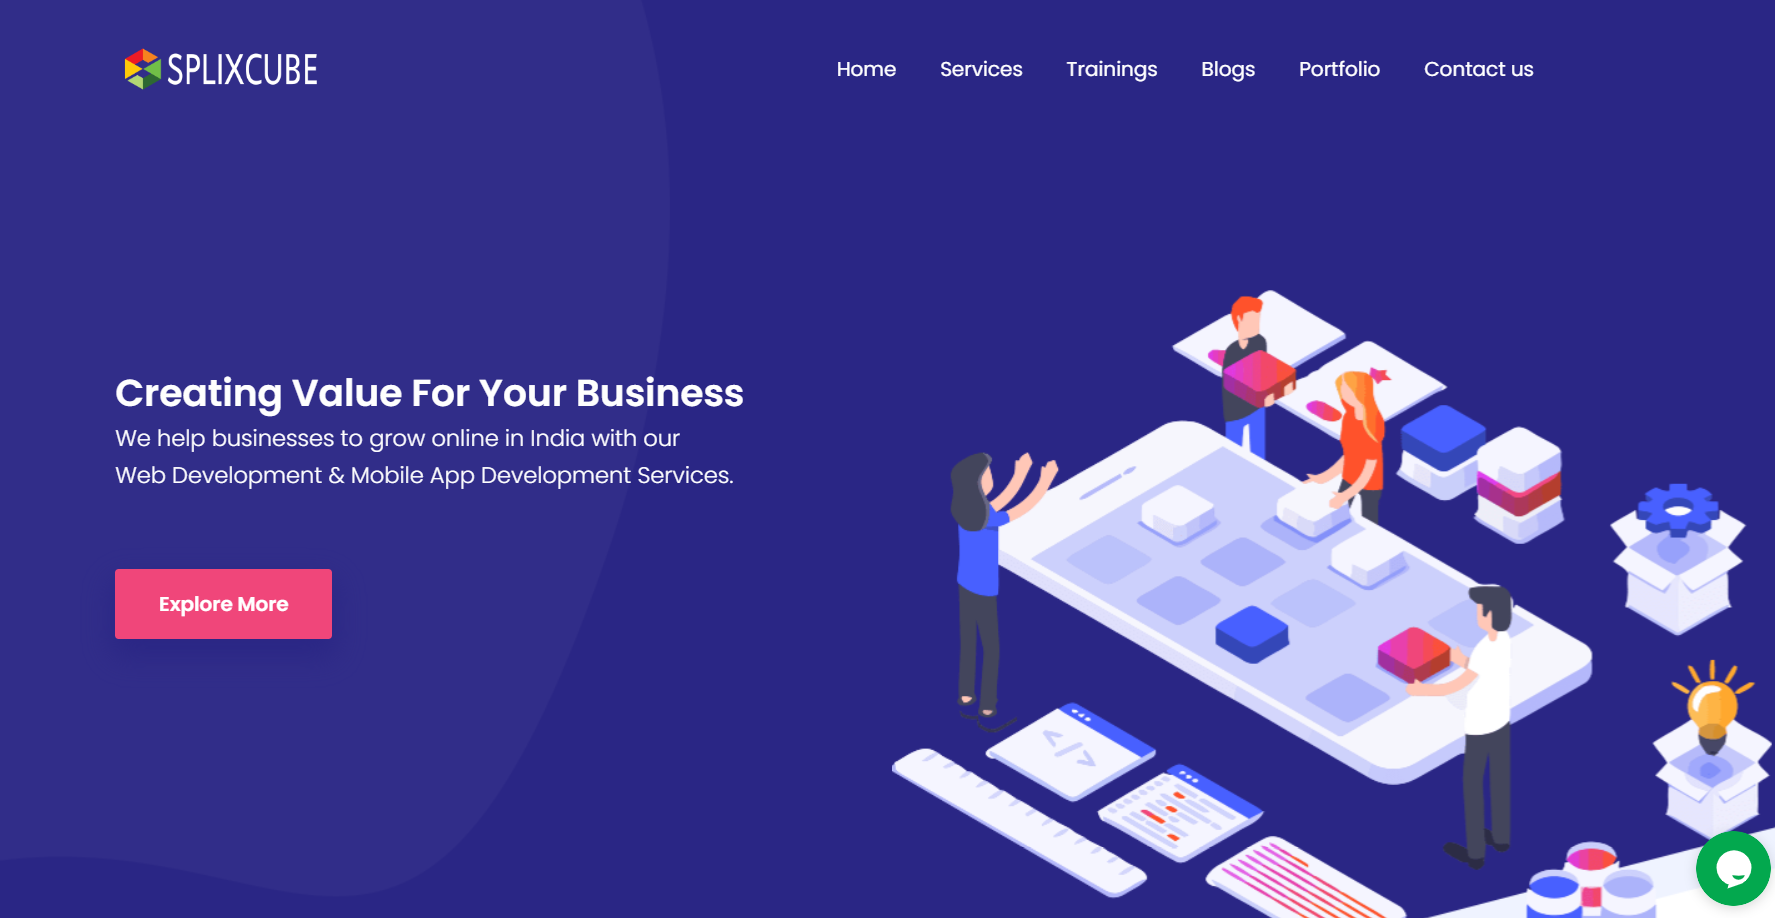 SPLIXCUBE
Home Services Trainings Blogs Portfolio Contact us
Creating Value For Your Business
We help businesses to grow online in India with our
Web Development & Mobile App Development Services.
Explore More
</>